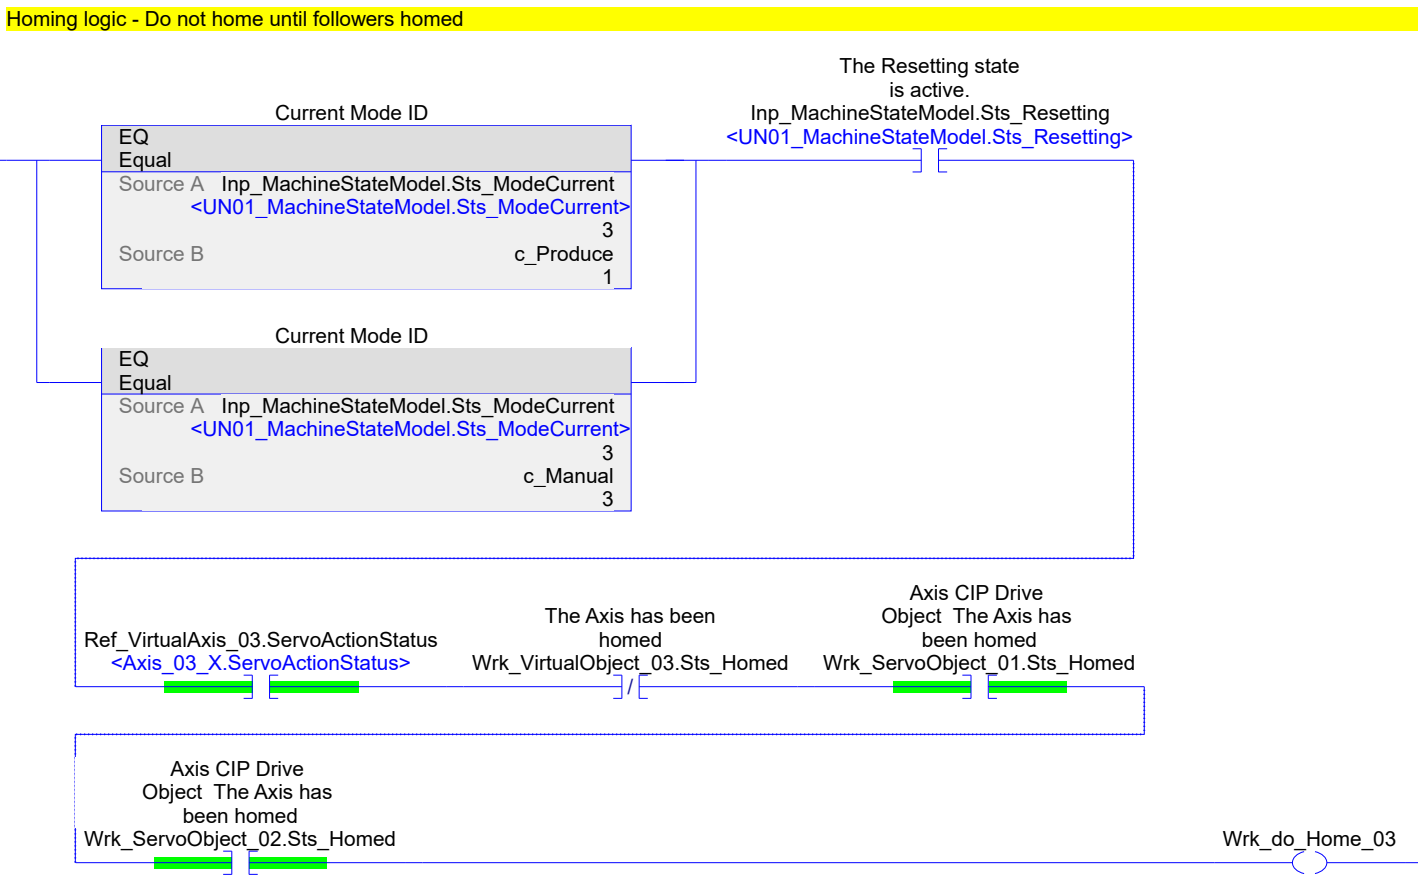 Homing logic - Do not home until followers homed
The Resetting state
is active.
Inp_MachineStateModel.Sts_Resetting
<UN01_MachineStateModel.Sts_Resetting>
Current Mode ID
EQ
Equal
Source A Inp_MachineStateModel.Sts_ModeCurrent
<UN01_MachineStateModel.Sts_ModeCurrent>
3
Source B c_Produce
1
Current Mode ID
EQ
Equal
Source A Inp_MachineStateModel.Sts_ModeCurrent
<UN01_MachineStateModel.Sts_ModeCurrent>
3
Source B c_Manual
3
Ref_VirtualAxis_03.ServoActionStatus
<Axis_03_X.ServoActionStatus>
The Axis has been
homed
Wrk_VirtualObject_03.Sts_Homed
/
Axis CIP Drive
Object  The Axis has
been homed
Wrk_ServoObject_01.Sts_Homed
Axis CIP Drive
Object  The Axis has
been homed
Wrk_ServoObject_02.Sts_Homed
Wrk_do_Home_03